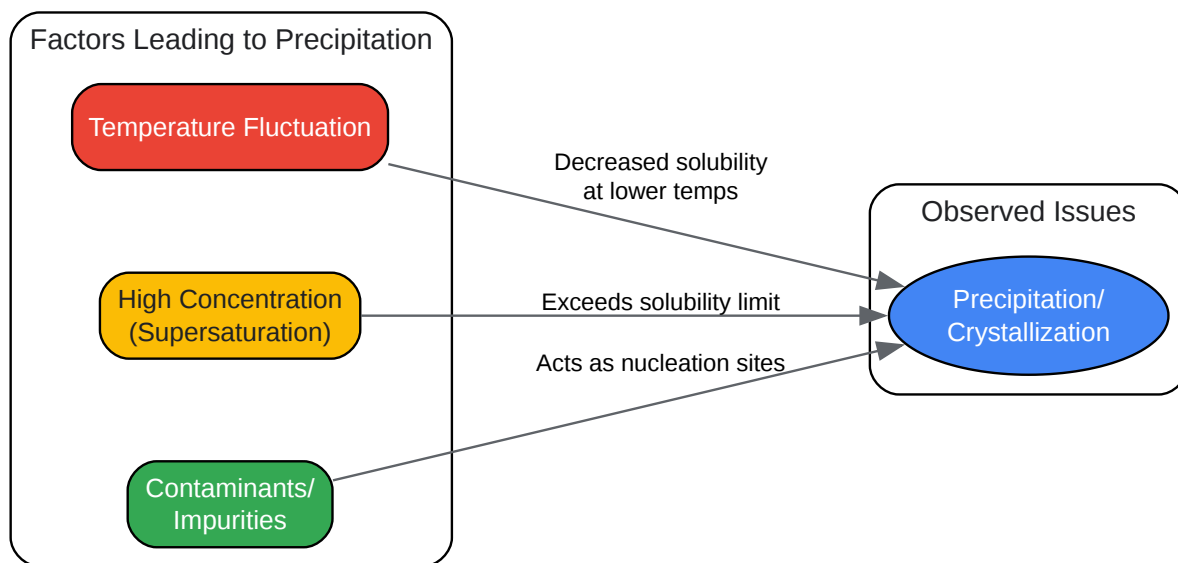 Factors Leading to Precipitation
Temperature Fluctuation
Decreased solubility
at lower temps
Observed Issues
High Concentration
(Supersaturation)
Exceeds solubility limit
Precipitation/
Crystallization
Acts as nucleation sites
Contaminants/
Impurities